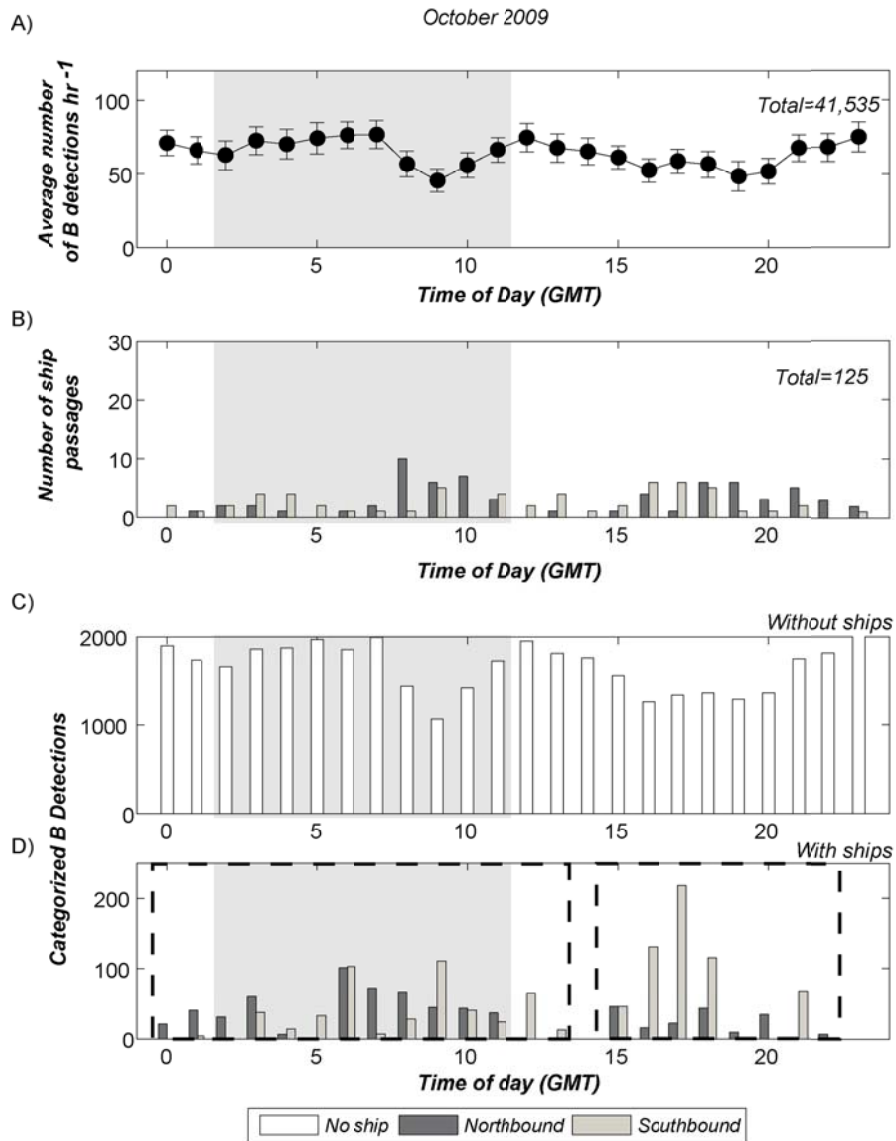 October 2009
A)
Average number
of B detections hr -1
100
50
0
Total=41,535
0 5 10 15 20
Time of Day (GMT)
B)
Number of ship
passages
30
20
10
0
Total=125
0 5 10 15 20
Time of Day (GMT)
C)
Without ships
Categorized B Detections
2000
1000
0
0 5 10 15 20
D)
With ships
200
100
0
0 5 10 15 20
Time of day (GMT)
No ship Northbound Southbound